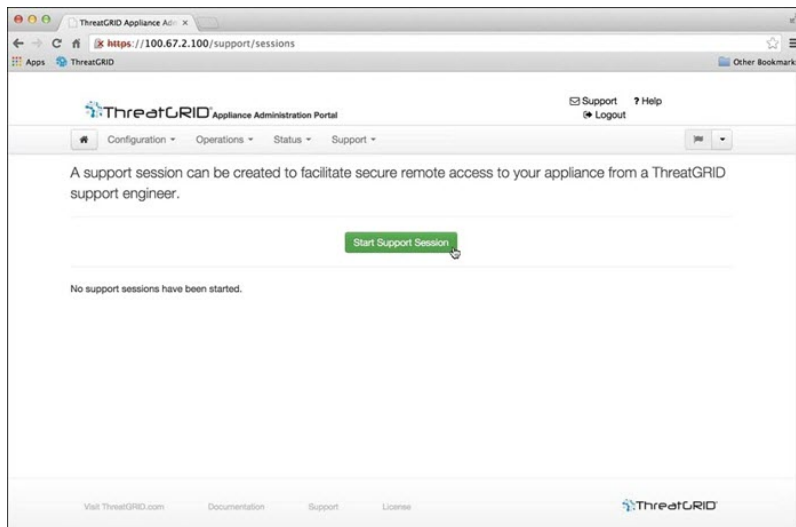 ThreatGRID Appliance Adm
https://100.67.2.100/support/sessions
Apps ThreatGRID Other Bookmark
Support ? Help
ThreatGRID Appliance Administration Portal
Logout
Configuration Operations Status Support
A support session can be created to facilitate secure remote access to your appliance from a ThreatGRID
support engineer.
Start Support Session
No support sessions have been started.
Visit ThreatGRID.com Documentation Support License ThreatGRID